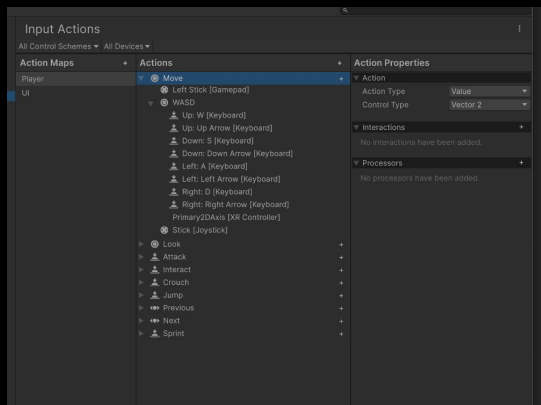 Input Actions
All Control Schemes All Devices
Action Maps + Actions + Action Properties
Player
UI
Move +
Left Stick [Gamepad]
WASD
Up: W [Keyboard]
Up: Up Arrow [Keyboard]
Down: S [Keyboard]
Down: Down Arrow [Keyboard]
Left: A [Keyboard]
Left: Left Arrow [Keyboard]
Right: D [Keyboard]
Right: Right Arrow [Keyboard]
Primary2DAxis [XR Controller]
Stick [Joystick]
Look +
Attack +
Interact +
Crouch +
Jump +
Previous +
Next +
Sprint +
Action
Action Type Value
Control Type Vector 2
Interactions +
No interactions have been added.
Processors +
No processors have been added.